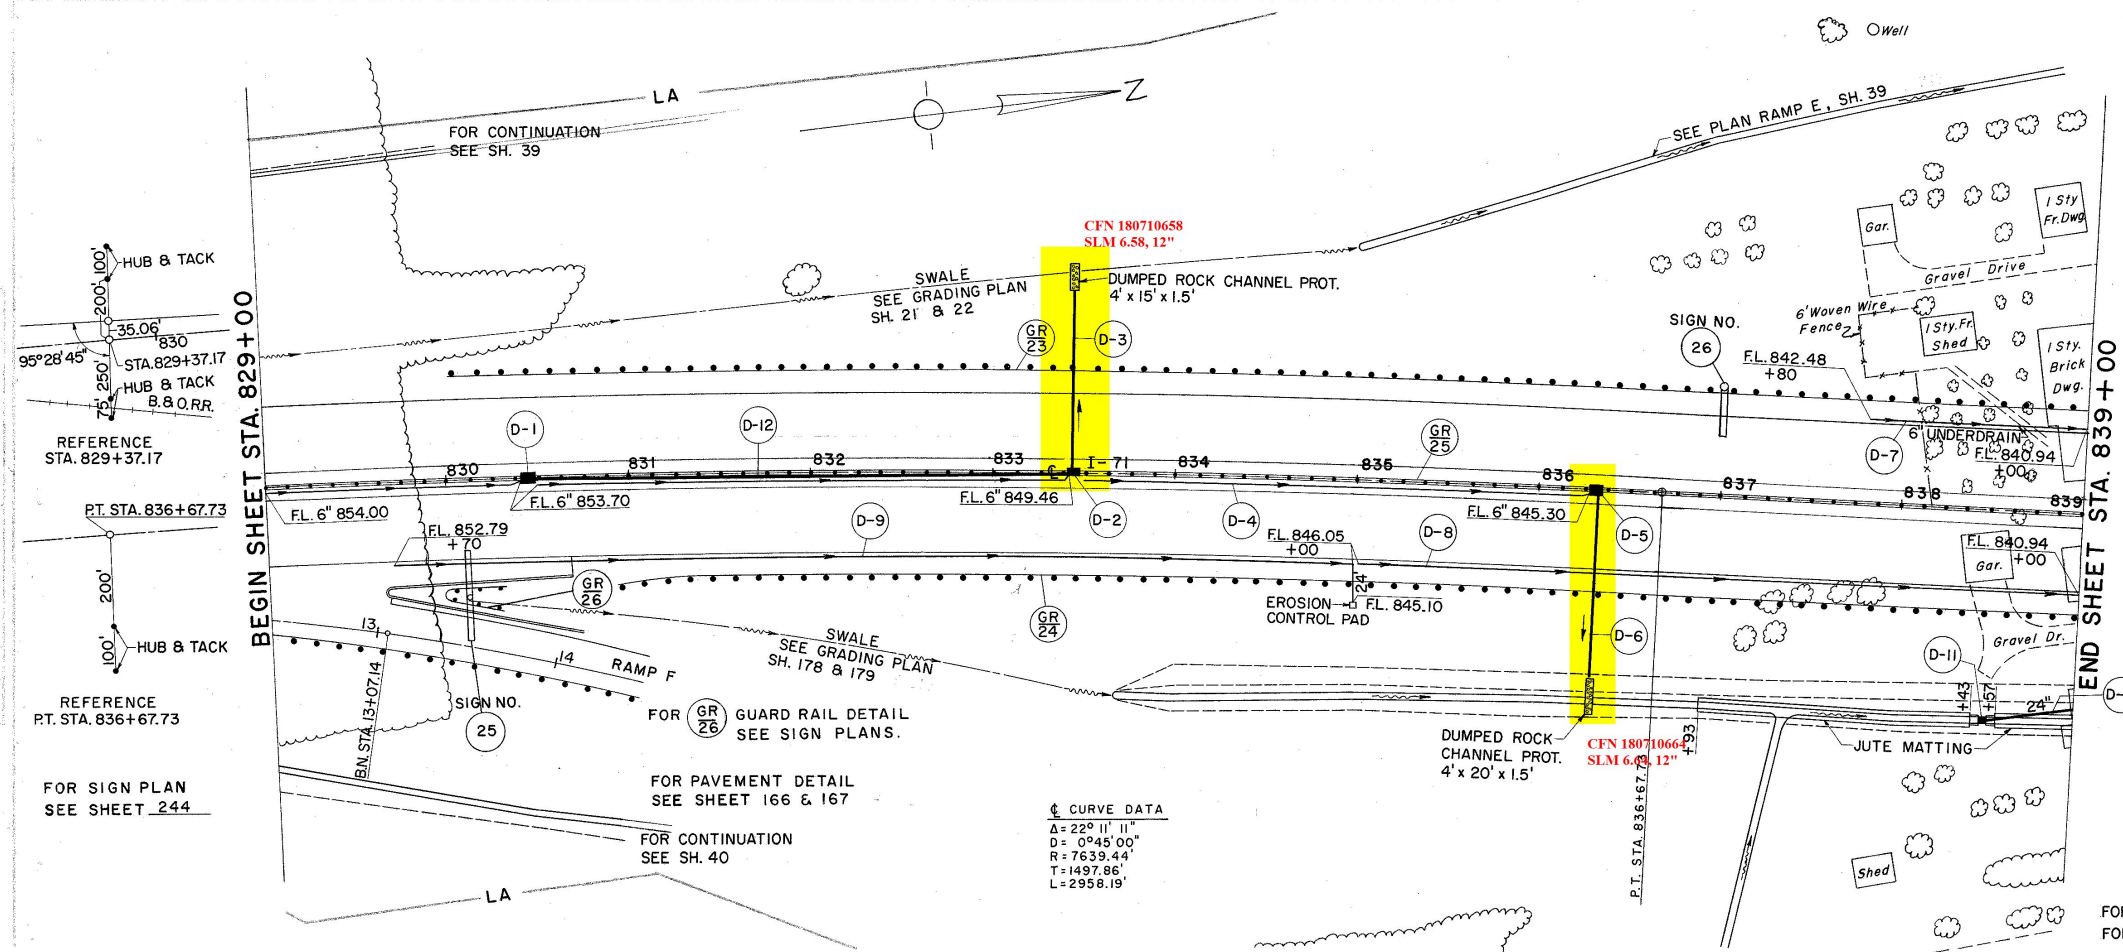 Well
LA
Z
FOR CONTINUATION
SEE SH. 39
SEE PLAN RAMP E, SH. 39
CFN 180710658
SLM 6.58, 12"
SWALE
SEE GRADING PLAN
SH. 21 & 22
DUMPED ROCK CHANNEL PROT.
4' x 15' x 1.5'
GR
23
D-3
1 Sty
Fr. Dwg
Gar.
Gravel Drive
6' Woven Wire
Fence
1 Sty. Fr.
Shed
1 Sty.
Brick
Dwg.
SIGN NO.
26
F.L. 842.48
+80
100'
200'
HUB & TACK
35.06'
830
95°28'45"
STA. 829+37.17
250'
75'
HUB & TACK
B. & O. R.R.
REFERENCE
STA. 829+37.17
BEGIN SHEET STA. 829+00
END SHEET STA. 839+00
D-1
D-12
GR
25
D-7
6" UNDERDRAIN
F.L. 840.94
+00
830
831
832
833
℄ I-71
834
835
836
837
838
839
F.L. 6" 854.00
F.L. 6" 853.70
F.L. 6" 849.46
F.L. 6" 845.30
D-2
D-4
D-5
P.T. STA. 836+67.73
F.L. 852.79
+70
D-9
F.L. 846.05
+00
D-8
F.L. 840.94
+00
Gar.
24'
EROSION
CONTROL PAD
F.L. 845.10
200'
100'
HUB & TACK
REFERENCE
P.T. STA. 836+67.73
GR
26
GR
24
D-6
Gravel Dr.
D-11
13
14
RAMP F
SWALE
SEE GRADING PLAN
SH. 178 & 179
B.N. STA. 13+07.14
SIGN NO.
25
FOR GR 26 GUARD RAIL DETAIL
SEE SIGN PLANS.
+43
+57
24"
D-
DUMPED ROCK
CHANNEL PROT.
4' x 20' x 1.5'
CFN 180710664
SLM 6.64, 12"
+93
JUTE MATTING
P.T. STA. 836+67.73
FOR SIGN PLAN
SEE SHEET 244
FOR PAVEMENT DETAIL
SEE SHEET 166 & 167
FOR CONTINUATION
SEE SH. 40
℄ CURVE DATA
Δ = 22° 11' 11"
D = 0°45'00"
R = 7639.44'
T = 1497.86'
L = 2958.19'
Shed
LA
FO
FO